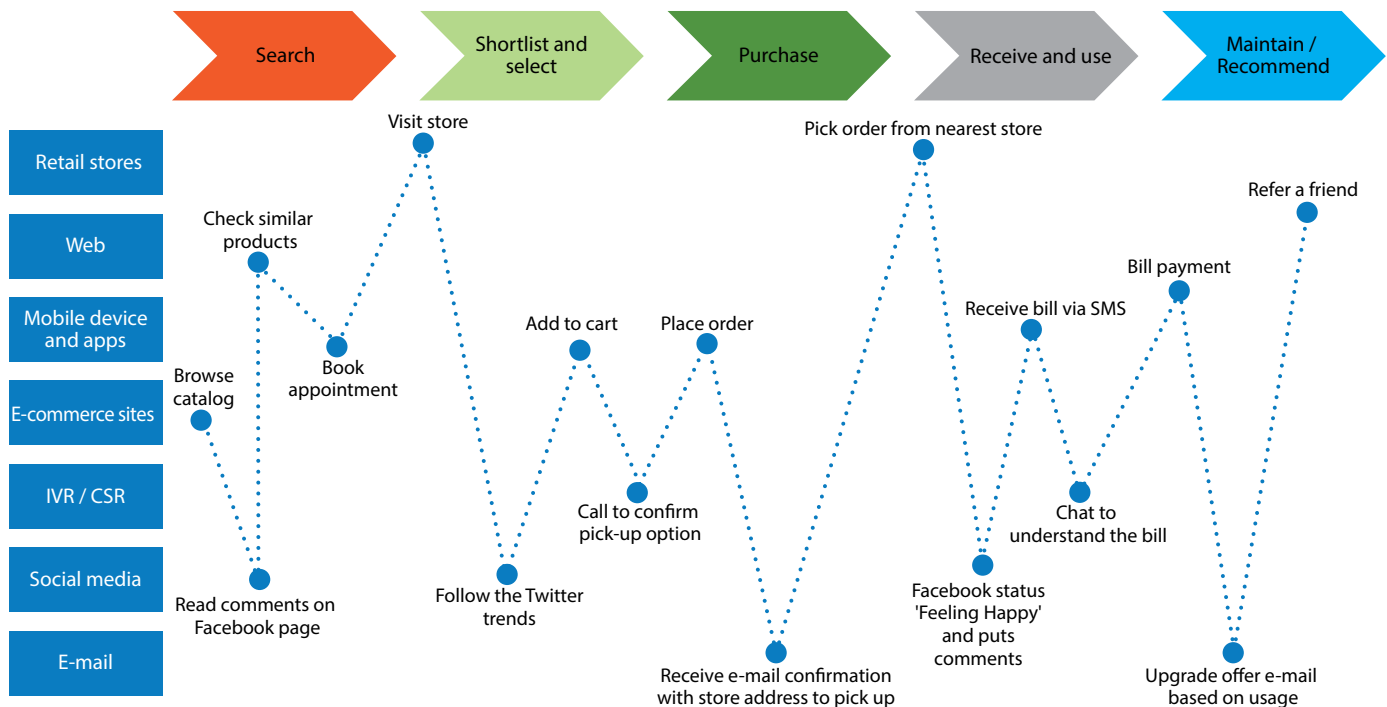 Search
Shortlist and
select
Purchase
Receive and use
Maintain /
Recommend
Retail stores
Web
Mobile device
and apps
E-commerce sites
IVR / CSR
Social media
E-mail
Browse
catalog
Read comments on
Facebook page
Check similar
products
Book
appointment
Visit store
Follow the Twitter
trends
Add to cart
Call to confirm
pick-up option
Place order
Receive e-mail confirmation
with store address to pick up
Pick order from nearest store
Facebook status
'Feeling Happy'
and puts
comments
Receive bill via SMS
Chat to
understand the bill
Bill payment
Upgrade offer e-mail
based on usage
Refer a friend